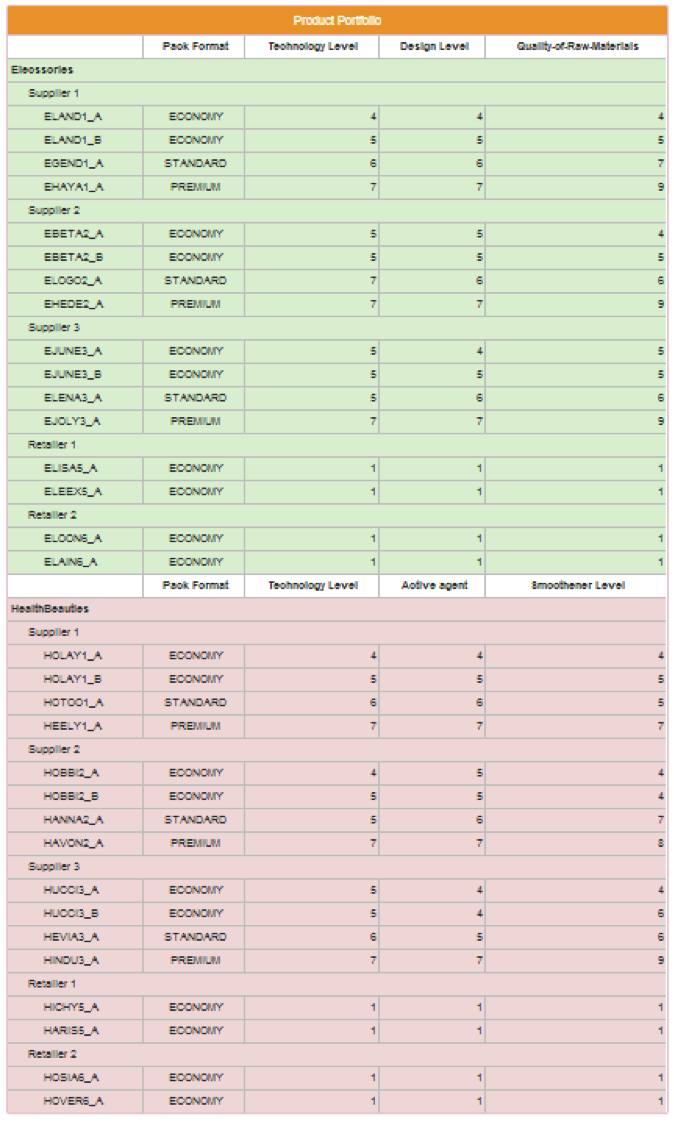 Product Portfolio
Pack Format Technology Level Design Level Quality-of-Raw-Materials
Elecssories
Supplier 1
ELAND1_A ECONOMY 4 4 4
ELAND1_B ECONOMY 5 5 5
EGEND1_A STANDARD 6 6 7
EHAYA1_A PREMIUM 7 7 9
Supplier 2
EBETA2_A ECONOMY 5 5 4
EBETA2_B ECONOMY 5 5 5
ELOGO2_A STANDARD 7 6 6
EHEDE2_A PREMIUM 7 7 9
Supplier 3
EJUNE3_A ECONOMY 5 4 5
EJUNE3_B ECONOMY 5 5 5
ELENA3_A STANDARD 5 6 6
EJOLY3_A PREMIUM 7 7 9
Retailer 1
ELISA5_A ECONOMY 1 1 1
ELEEX5_A ECONOMY 1 1 1
Retailer 2
ELOON6_A ECONOMY 1 1 1
ELAIN6_A ECONOMY 1 1 1
Pack Format Technology Level Active agent Smoothener Level
HealthBeauties
Supplier 1
HOLAY1_A ECONOMY 4 4 4
HOLAY1_B ECONOMY 5 5 5
HOTOO1_A STANDARD 6 6 5
HEELY1_A PREMIUM 7 7 7
Supplier 2
HOBBI2_A ECONOMY 4 5 4
HOBBI2_B ECONOMY 5 5 4
HANNA2_A STANDARD 5 6 7
HAVON2_A PREMIUM 7 7 8
Supplier 3
HUCCI3_A ECONOMY 5 4 4
HUCCI3_B ECONOMY 5 4 6
HEVIA3_A STANDARD 6 5 6
HINDU3_A PREMIUM 7 7 9
Retailer 1
HICHY5_A ECONOMY 1 1 1
HARIS5_A ECONOMY 1 1 1
Retailer 2
HOSIA6_A ECONOMY 1 1 1
HOVER6_A ECONOMY 1 1 1